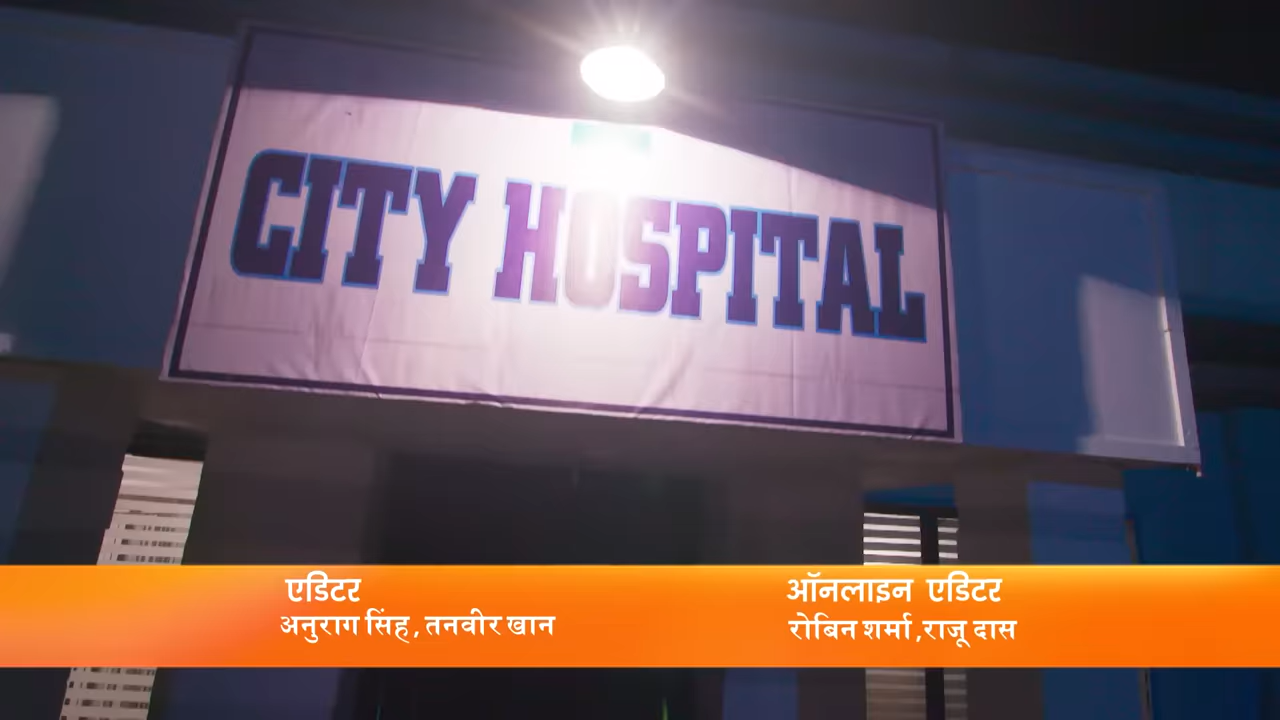 CITY HOSPITAL
एडिटर
अनुराग सिंह, तनवीर खान
ऑनलाइन एडिटर
रोबिन शर्मा,राजू दास